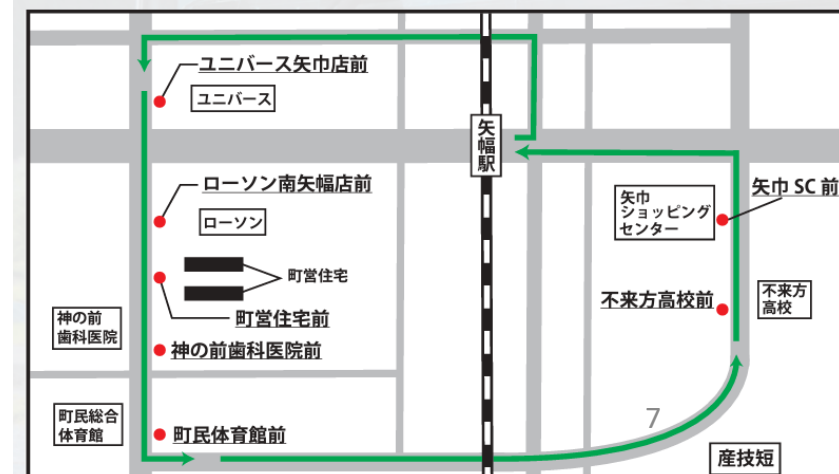 ユニバース矢巾店前
ユニバース
矢幅駅
ローソン南矢幅店前
ローソン
矢巾
ショッピング
センター
矢巾 SC 前
町営住宅
町営住宅前
不来方高校前
不来方
高校
神の前
歯科医院
神の前歯科医院前
町民総合
体育館
町民体育館前
7
産技短